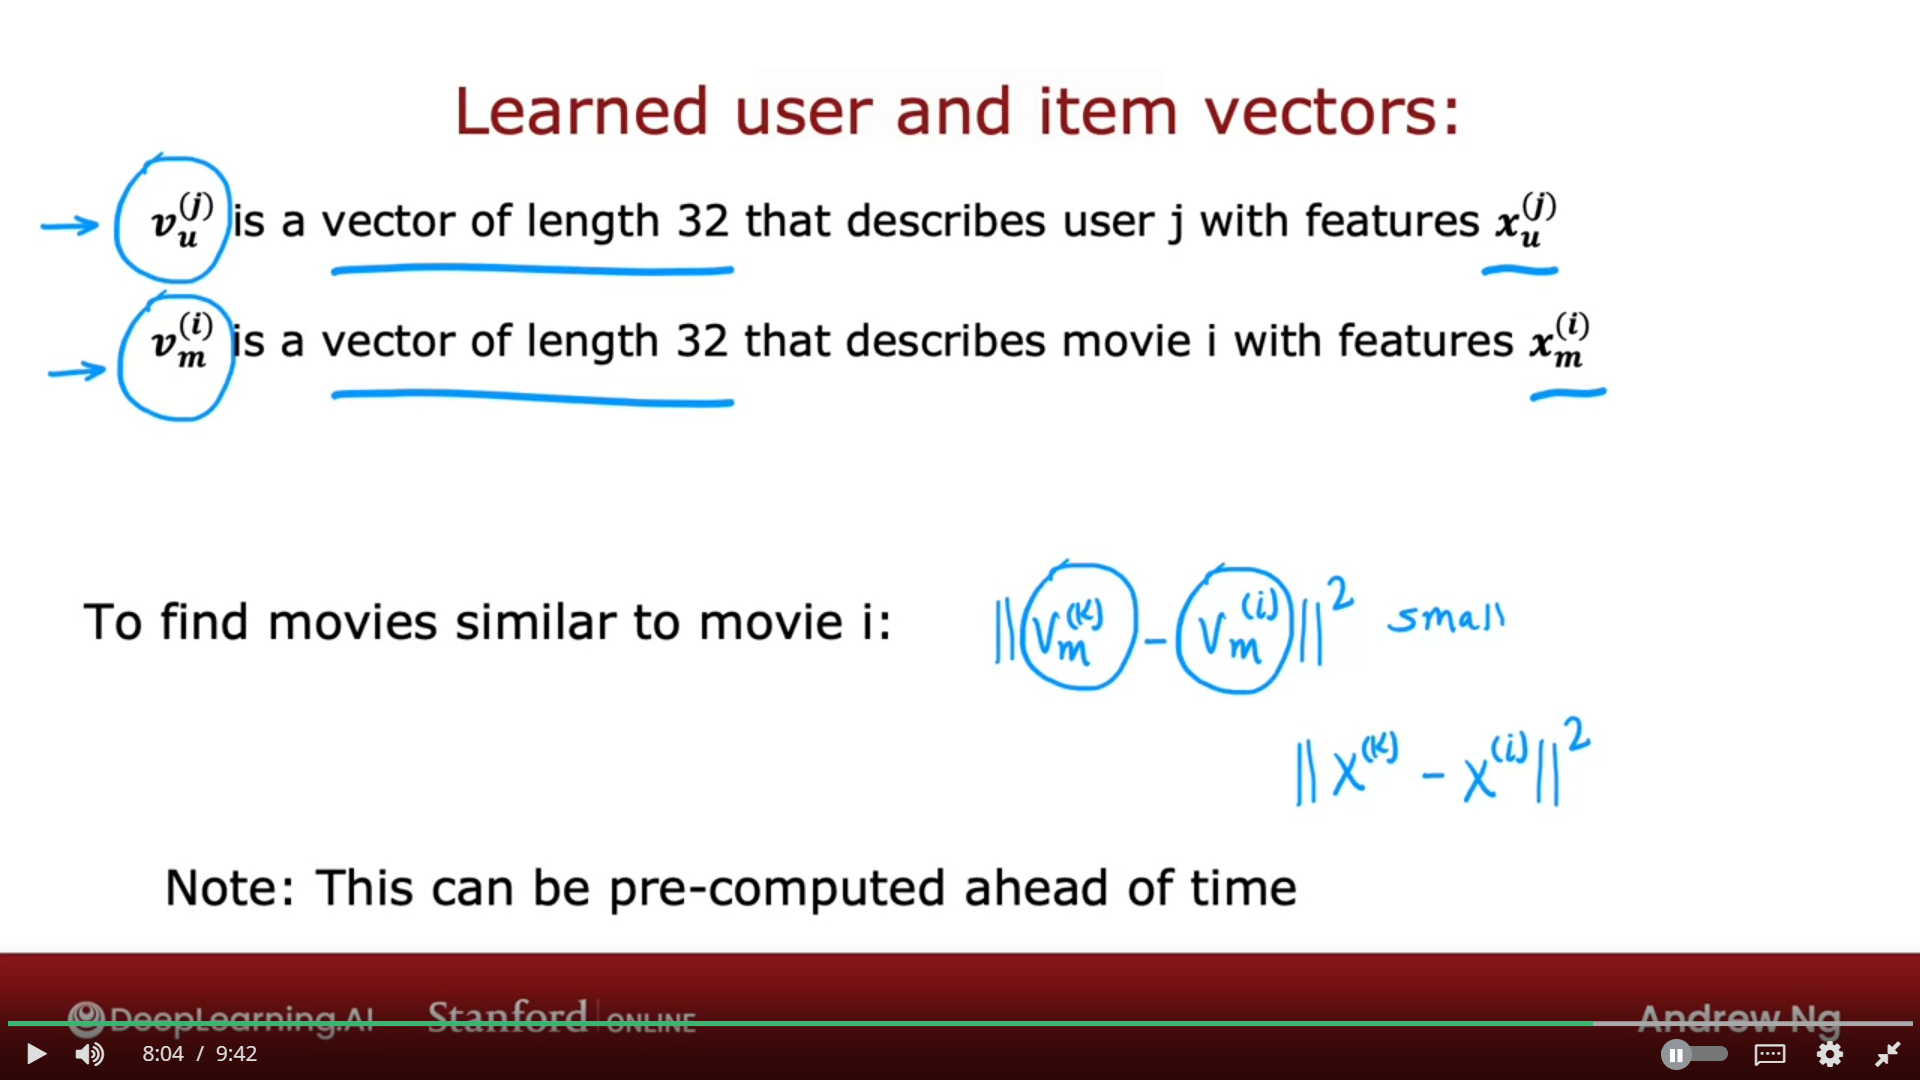 Learned user and item vectors:
v_u^(j) is a vector of length 32 that describes user j with features x_u^(j)
v_m^(i) is a vector of length 32 that describes movie i with features x_m^(i)
To find movies similar to movie i: ||v_m^(k) - v_m^(i)||^2 small
||x^(k) - x^(i)||^2
Note: This can be pre-computed ahead of time
DeepLearning.AI Stanford ONLINE Andrew Ng
8:04 / 9:42